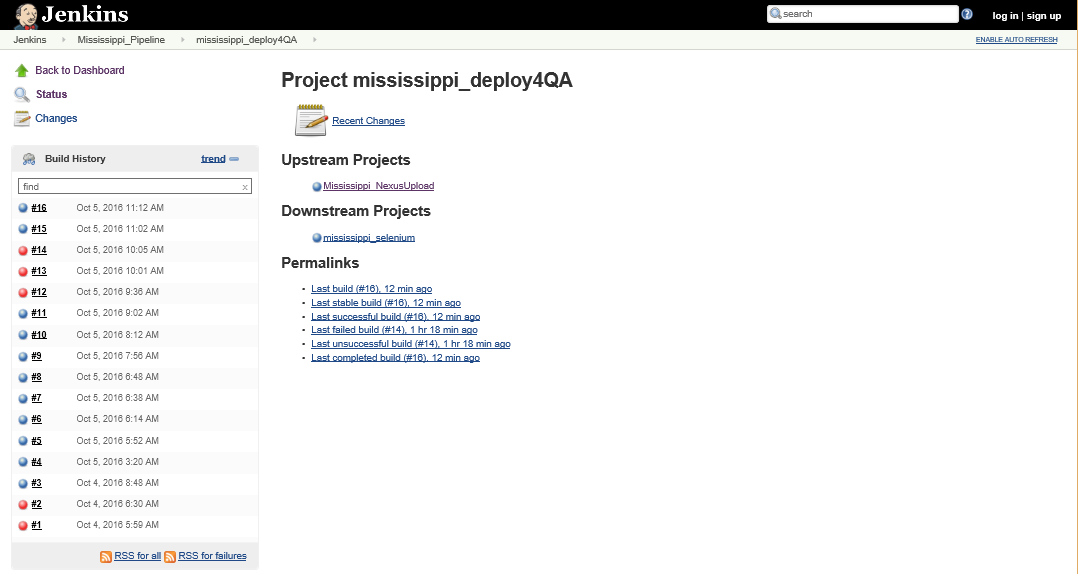 Jenkins
search
log in | sign up
Jenkins Mississippi_Pipeline mississippi_deploy4QA
ENABLE AUTO REFRESH
Back to Dashboard
Status
Changes
Build History trend
find x
#16 Oct 5, 2016 11:12 AM
#15 Oct 5, 2016 11:02 AM
#14 Oct 5, 2016 10:05 AM
#13 Oct 5, 2016 10:01 AM
#12 Oct 5, 2016 9:36 AM
#11 Oct 5, 2016 9:02 AM
#10 Oct 5, 2016 8:12 AM
#9 Oct 5, 2016 7:56 AM
#8 Oct 5, 2016 6:48 AM
#7 Oct 5, 2016 6:38 AM
#6 Oct 5, 2016 6:14 AM
#5 Oct 5, 2016 5:52 AM
#4 Oct 5, 2016 3:20 AM
#3 Oct 4, 2016 8:48 AM
#2 Oct 4, 2016 6:30 AM
#1 Oct 4, 2016 5:59 AM
RSS for all RSS for failures
Project mississippi_deploy4QA
Recent Changes
Upstream Projects
Mississippi_NexusUpload
Downstream Projects
mississippi_selenium
Permalinks
• Last build (#16), 12 min ago
• Last stable build (#16), 12 min ago
• Last successful build (#16), 12 min ago
• Last failed build (#14), 1 hr 18 min ago
• Last unsuccessful build (#14), 1 hr 18 min ago
• Last completed build (#16), 12 min ago